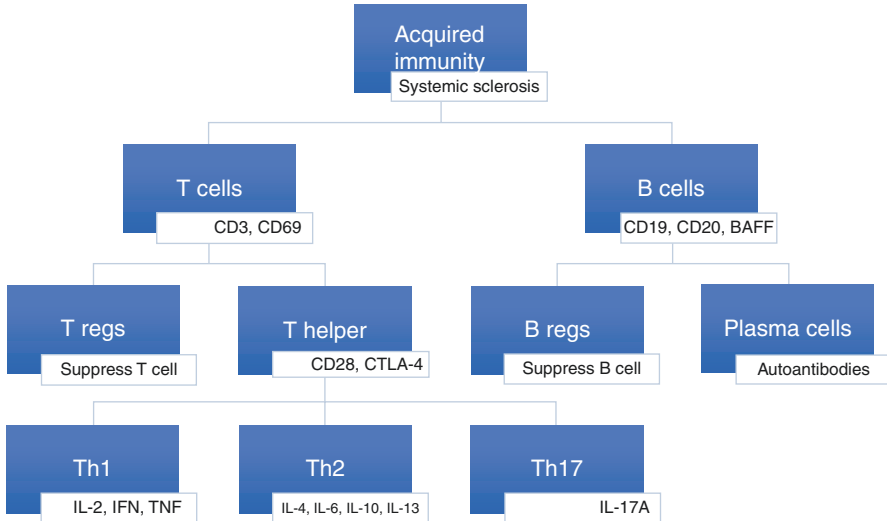 Acquired
immunity
Systemic sclerosis
T cells
CD3, CD69
B cells
CD19, CD20, BAFF
T regs
Suppress T cell
T helper
CD28, CTLA-4
B regs
Suppress B cell
Plasma cells
Autoantibodies
Th1
IL-2, IFN, TNF
Th2
IL-4, IL-6, IL-10, IL-13
Th17
IL-17A